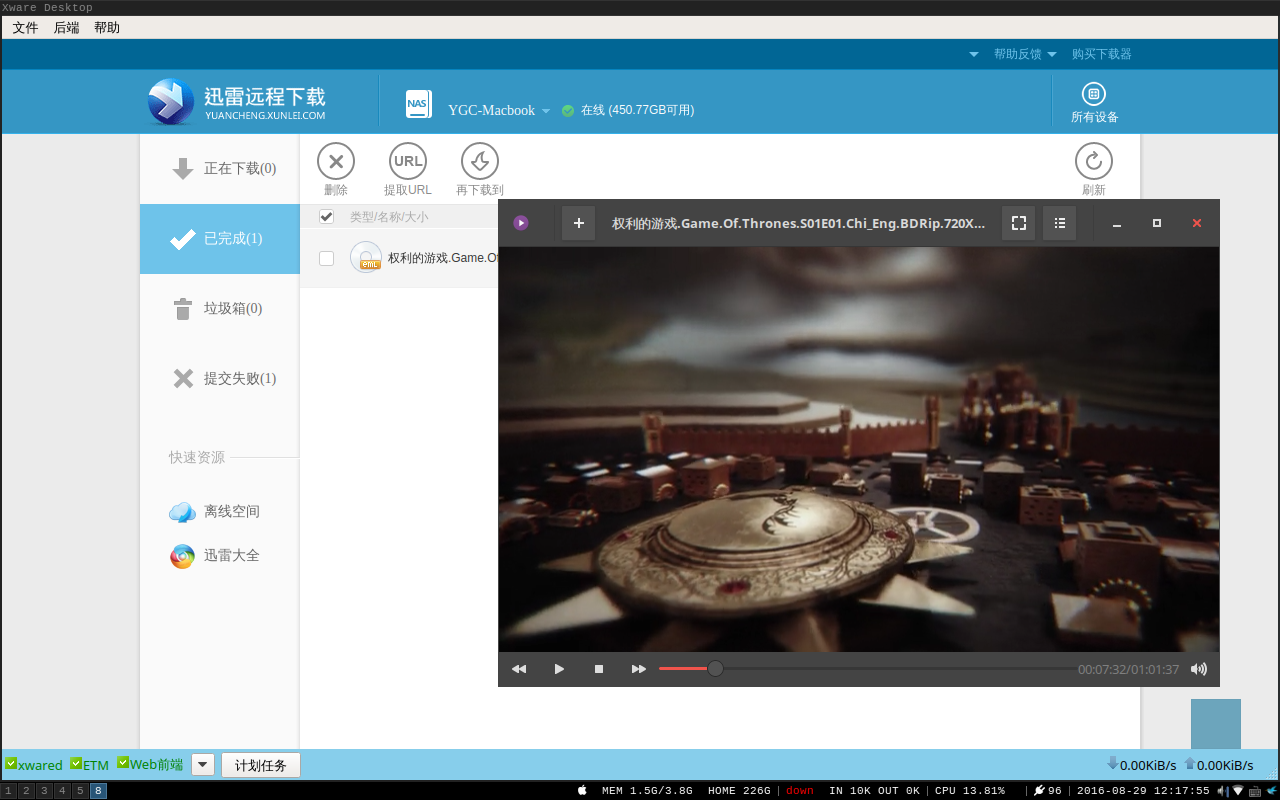 Xware Desktop
文件 后端 帮助
帮助反馈 购买下载器
迅雷远程下载
YUANCHENG.XUNLEI.COM
NAS
YGC-Macbook
在线 (450.77GB可用)
所有设备
正在下载(0)
已完成(1)
垃圾箱(0)
提交失败(1)
快速资源
离线空间
迅雷大全
URL
删除 提取URL 再下载到 刷新
类型/名称/大小
权利的游戏.Game.Of
权利的游戏.Game.Of.Thrones.S01E01.Chi_Eng.BDRip.720X...
00:07:32/01:01:37
xwared ETM Web前端 计划任务
0.00KiB/s 0.00KiB/s
1 2 3 4 5 8
MEM 1.5G/3.8G HOME 226G | down IN 10K OUT 0K | CPU 13.81% | 96 | 2016-08-29 12:17:55